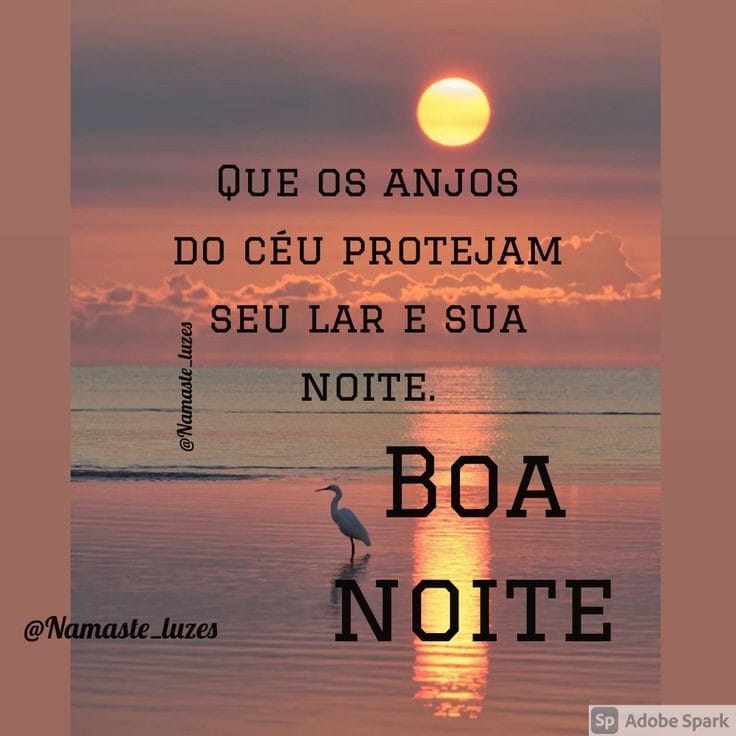 QUE OS ANJOS
DO CÉU PROTEJAM
SEU LAR E SUA
NOITE.
@Namaste_luzes
BOA
NOITE
@Namaste_luzes
Sp Adobe Spark